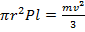 πr²Pl = mv²/3